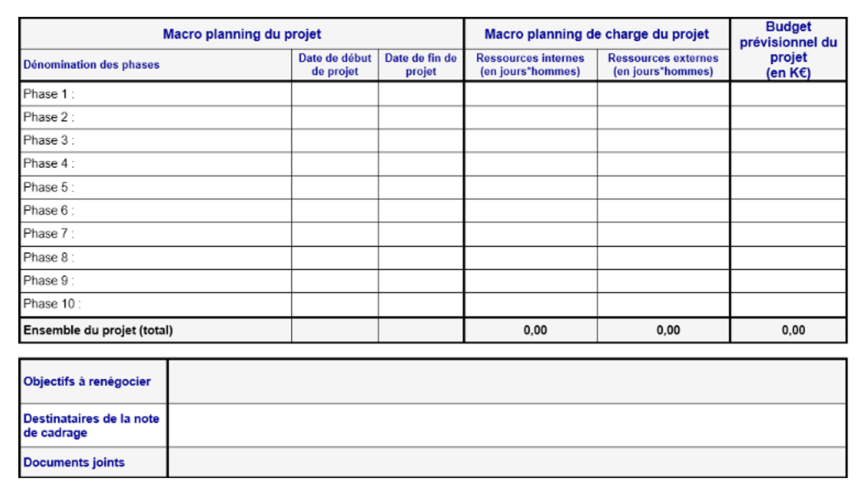 Macro planning du projet
Macro planning de charge du projet
Budget
prévisionnel du
projet
(en K€)
Dénomination des phases
Date de début
de projet
Date de fin de
projet
Ressources internes
(en jours*hommes)
Ressources externes
(en jours*hommes)
Phase 1 :
Phase 2 :
Phase 3 :
Phase 4 :
Phase 5 :
Phase 6 :
Phase 7 :
Phase 8 :
Phase 9 :
Phase 10 :
Ensemble du projet (total) 0,00 0,00 0,00
Objectifs à renégocier
Destinataires de la note
de cadrage
Documents joints